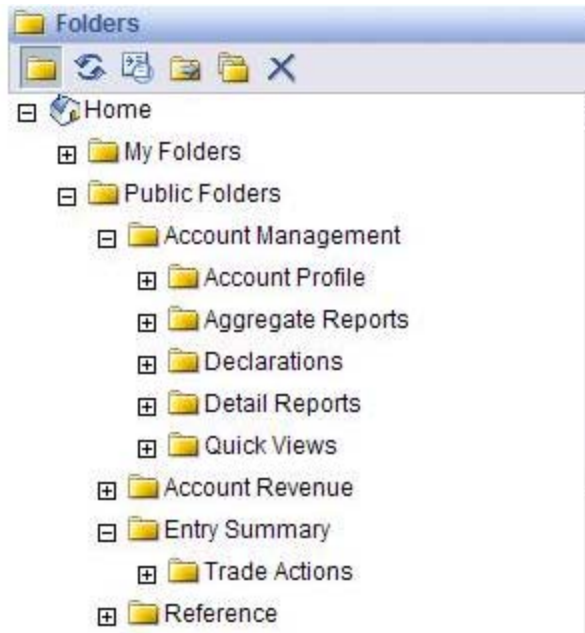 Folders
Home
My Folders
Public Folders
Account Management
Account Profile
Aggregate Reports
Declarations
Detail Reports
Quick Views
Account Revenue
Entry Summary
Trade Actions
Reference